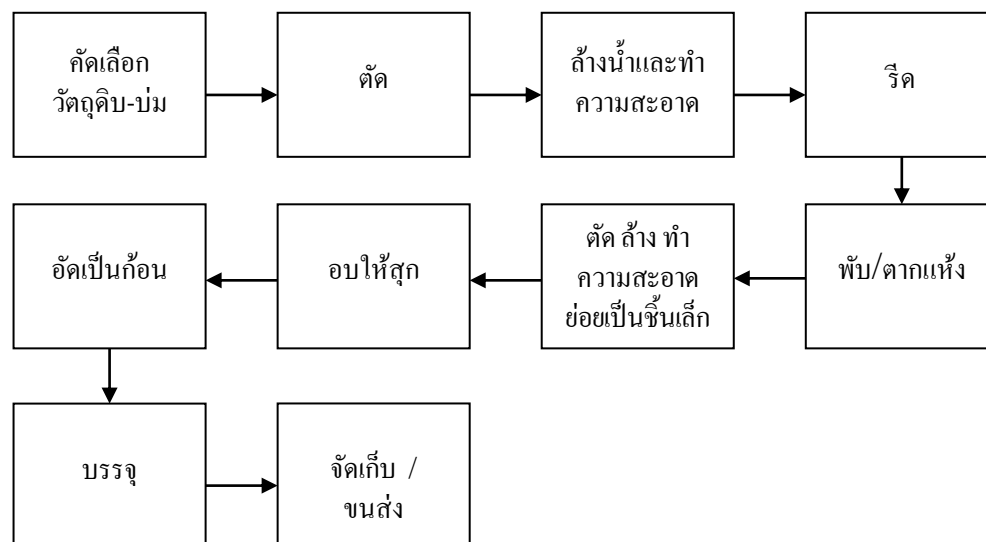 คัดเลือก
วัตถุดิบ-บ่ม
ตัด
ล้างน้ำและทำ
ความสะอาด
รีด
พับ/ตากแห้ง
ตัด ล้าง ทำ
ความสะอาด
ย่อยเป็นชิ้นเล็ก
อบให้สุก
อัดเป็นก้อน
บรรจุ
จัดเก็บ /
ขนส่ง